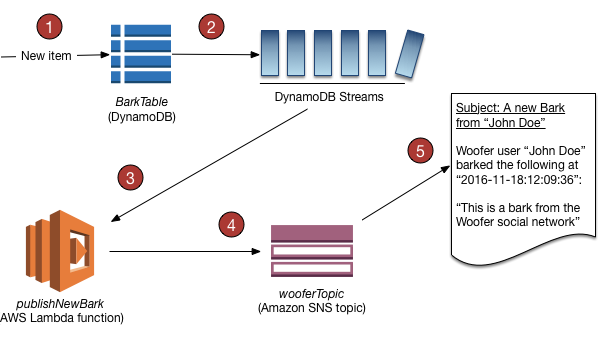 1
2
New item
BarkTable
(DynamoDB)
DynamoDB Streams
Subject: A new Bark
from “John Doe”
Woofer user “John Doe”
barked the following at
“2016-11-18:12:09:36”:
“This is a bark from the
Woofer social network”
5
3
4
publishNewBark
AWS Lambda function)
wooferTopic
(Amazon SNS topic)